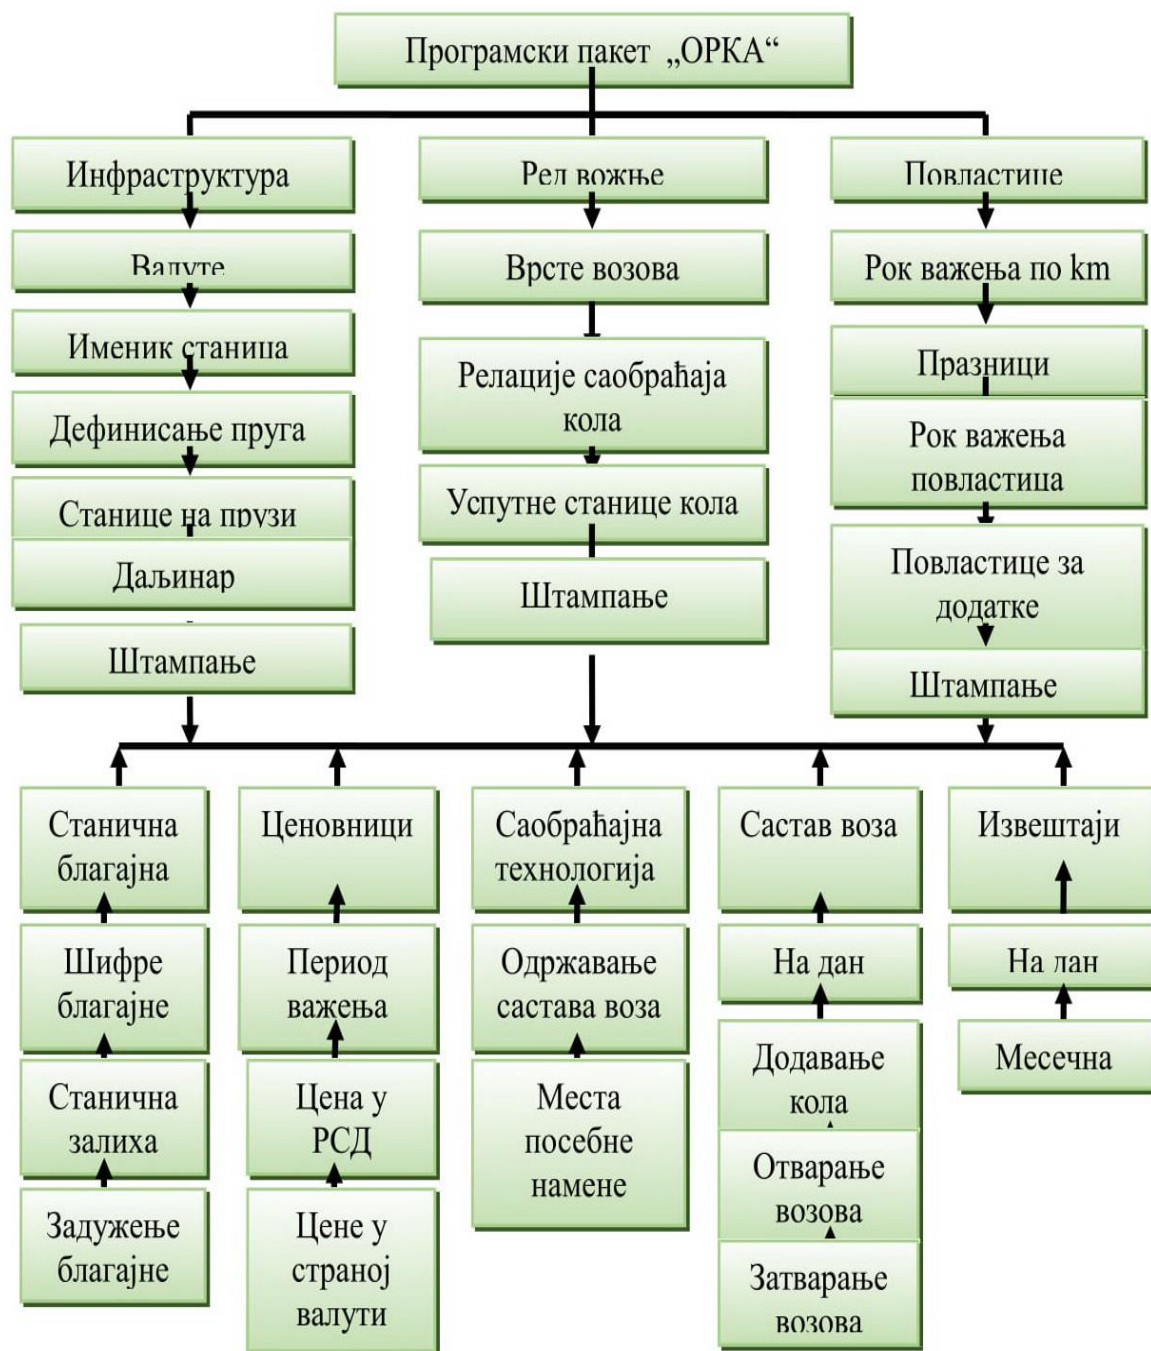 Програмски пакет „ОРКА“
Инфраструктура
Валуте
Именик станица
Дефинисање пруга
Станице на прузи
Даљинар
Штампање
Ред вожње
Врсте возова
Релације саобраћаја
кола
Успутне станице кола
Штампање
Повластице
Рок важења по km
Празници
Рок важења
повластица
Повластице за
додатке
Штампање
Станична
благајна
Шифре
благајне
Станична
залиха
Задужење
благајне
Ценовници
Период
важења
Цена у
РСД
Цене у
страној
валути
Саобраћајна
технологија
Одржавање
састава воза
Места
посебне
намене
Састав воза
На дан
Додавање
кола
Отварање
возова
Затварање
возова
Извештаји
На дан
Месечна